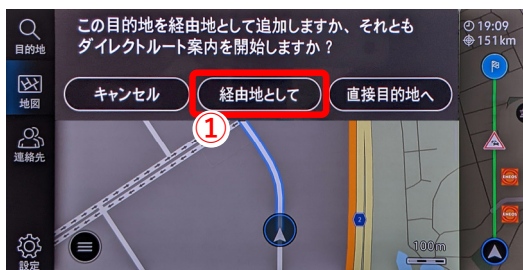 この目的地を経由地として追加しますか、それとも
ダイレクトルート案内を開始しますか？
キャンセル
経由地として
直接目的地へ
①
目的地
地図
連絡先
設定
19:09
151km
ENEOS
ENEOS
2
100m